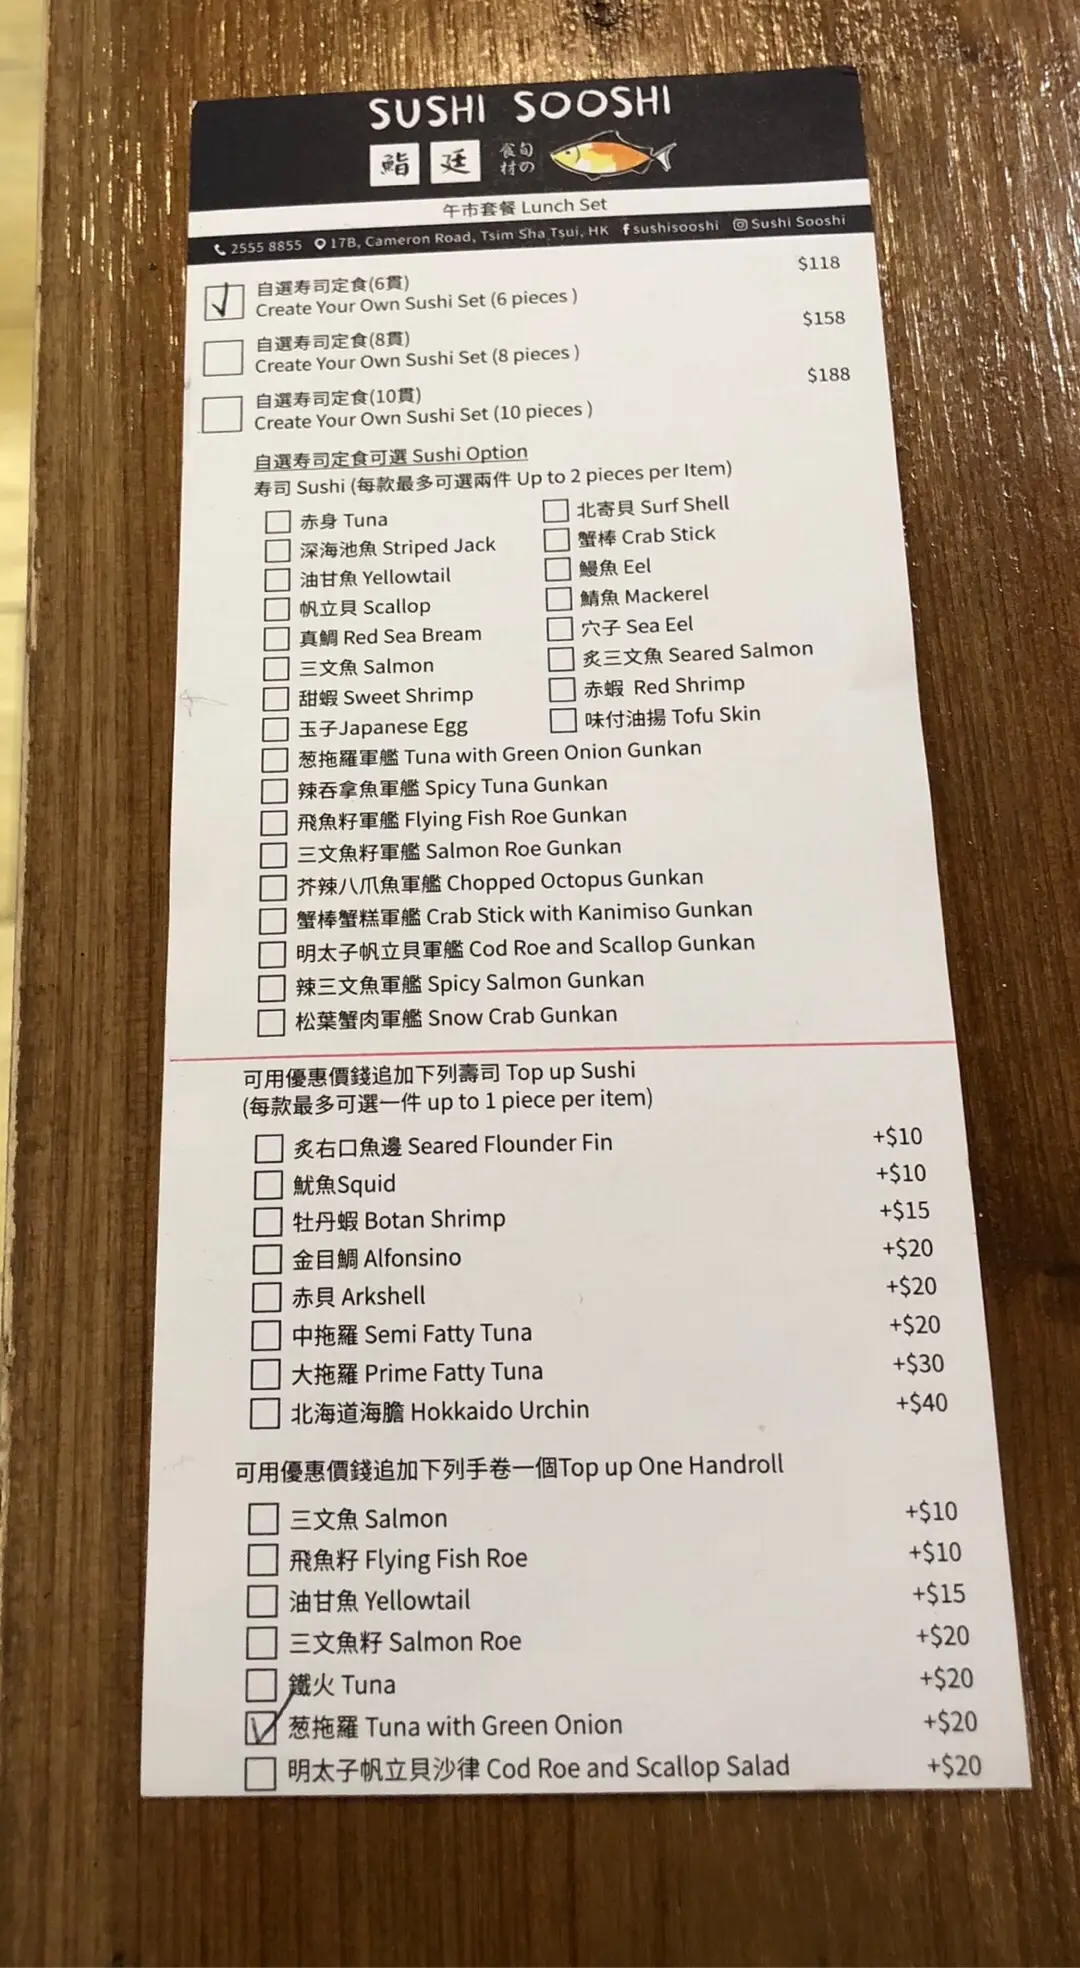 SUSHI SOOSHI
鮨 廷 旬の食材
午市套餐 Lunch Set
2555 8855 17B, Cameron Road, Tsim Sha Tsui, HK sushisooshi Sushi Sooshi
自選寿司定食(6貫) $118
Create Your Own Sushi Set (6 pieces )
自選寿司定食(8貫) $158
Create Your Own Sushi Set (8 pieces )
自選寿司定食(10貫) $188
Create Your Own Sushi Set (10 pieces )
自選寿司定食可選 Sushi Option
寿司 Sushi (每款最多可選兩件 Up to 2 pieces per Item)
赤身 Tuna
深海池魚 Striped Jack
油甘魚 Yellowtail
帆立貝 Scallop
真鯛 Red Sea Bream
三文魚 Salmon
甜蝦 Sweet Shrimp
玉子Japanese Egg
北寄貝 Surf Shell
蟹棒 Crab Stick
鰻魚 Eel
鯖魚 Mackerel
穴子 Sea Eel
炙三文魚 Seared Salmon
赤蝦 Red Shrimp
味付油揚 Tofu Skin
葱拖羅軍艦 Tuna with Green Onion Gunkan
辣吞拿魚軍艦 Spicy Tuna Gunkan
飛魚籽軍艦 Flying Fish Roe Gunkan
三文魚籽軍艦 Salmon Roe Gunkan
芥辣八爪魚軍艦 Chopped Octopus Gunkan
蟹棒蟹糕軍艦 Crab Stick with Kanimiso Gunkan
明太子帆立貝軍艦 Cod Roe and Scallop Gunkan
辣三文魚軍艦 Spicy Salmon Gunkan
松葉蟹肉軍艦 Snow Crab Gunkan
可用優惠價錢追加下列壽司 Top up Sushi
(每款最多可選一件 up to 1 piece per item)
炙右口魚邊 Seared Flounder Fin +$10
魷魚Squid +$10
牡丹蝦 Botan Shrimp +$15
金目鯛 Alfonsino +$20
赤貝 Arkshell +$20
中拖羅 Semi Fatty Tuna +$20
大拖羅 Prime Fatty Tuna +$30
北海道海膽 Hokkaido Urchin +$40
可用優惠價錢追加下列手卷一個Top up One Handroll
三文魚 Salmon +$10
飛魚籽 Flying Fish Roe +$10
油甘魚 Yellowtail +$15
三文魚籽 Salmon Roe +$20
鐵火 Tuna +$20
葱拖羅 Tuna with Green Onion +$20
明太子帆立貝沙律 Cod Roe and Scallop Salad +$20